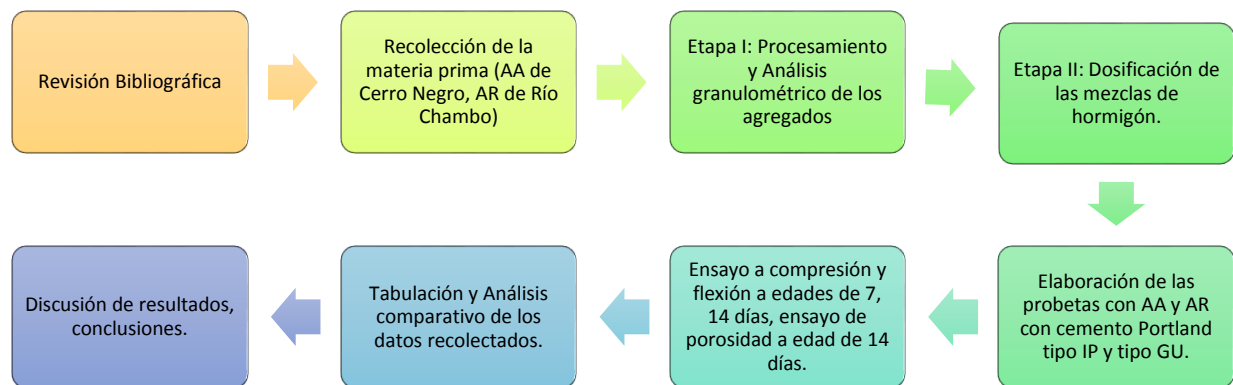 Revisión Bibliográfica
Recolección de la
materia prima (AA de
Cerro Negro, AR de Río
Chambo)
Etapa I: Procesamiento
y Análisis
granulométrico de los
agregados
Etapa II: Dosificación de
las mezclas de
hormigón.
Elaboración de las
probetas con AA y AR
con cemento Portland
tipo IP y tipo GU.
Ensayo a compresión y
flexión a edades de 7,
14 días, ensayo de
porosidad a edad de 14
días.
Tabulación y Análisis
comparativo de los
datos recolectados.
Discusión de resultados,
conclusiones.